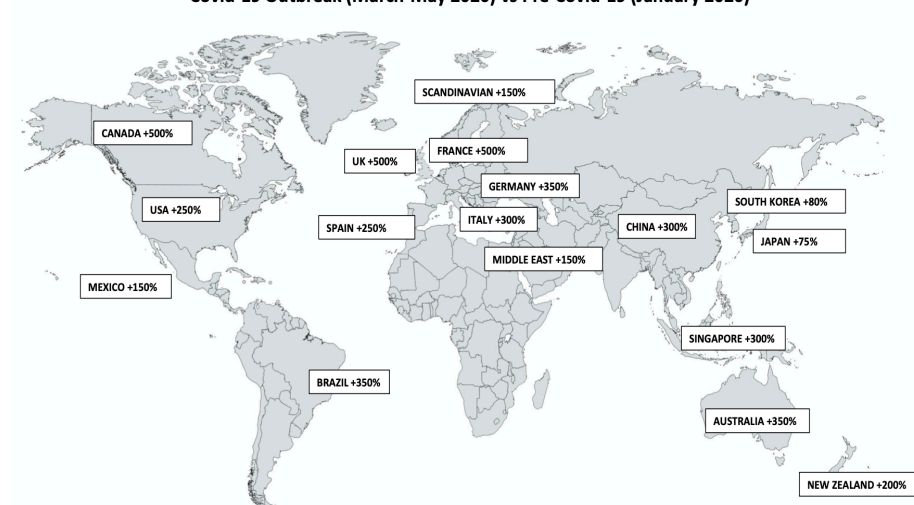 Covid-19 Outbreak (March-May 2020) vs Pre-Covid-19 (January 2020)
SCANDINAVIAN +150%
CANADA +500%
FRANCE +500%
UK +500%
GERMANY +350%
SOUTH KOREA +80%
USA +250%
ITALY +300%
SPAIN +250%
CHINA +300%
JAPAN +75%
MIDDLE EAST +150%
MEXICO +150%
SINGAPORE +300%
BRAZIL +350%
AUSTRALIA +350%
NEW ZEALAND +200%